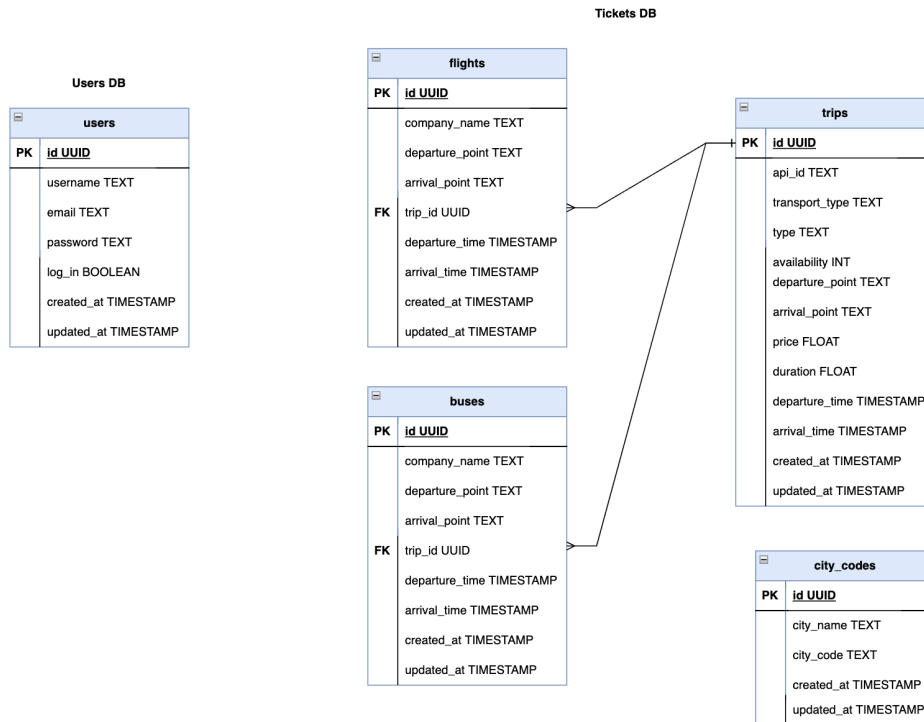 Tickets DB
Users DB
users
PK id UUID
username TEXT
email TEXT
password TEXT
log_in BOOLEAN
created_at TIMESTAMP
updated_at TIMESTAMP
flights
PK id UUID
company_name TEXT
departure_point TEXT
arrival_point TEXT
FK trip_id UUID
departure_time TIMESTAMP
arrival_time TIMESTAMP
created_at TIMESTAMP
updated_at TIMESTAMP
buses
PK id UUID
company_name TEXT
departure_point TEXT
arrival_point TEXT
FK trip_id UUID
departure_time TIMESTAMP
arrival_time TIMESTAMP
created_at TIMESTAMP
updated_at TIMESTAMP
trips
PK id UUID
api_id TEXT
transport_type TEXT
type TEXT
availability INT
departure_point TEXT
arrival_point TEXT
price FLOAT
duration FLOAT
departure_time TIMESTAMP
arrival_time TIMESTAMP
created_at TIMESTAMP
updated_at TIMESTAMP
city_codes
PK id UUID
city_name TEXT
city_code TEXT
created_at TIMESTAMP
updated_at TIMESTAMP